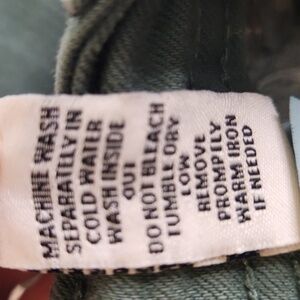 MACHINE WASH
SEPARATELY IN
COLD WATER
WASH INSIDE
OUT
DO NOT BLEACH
TUMBLE DRY
LOW
REMOVE
PROMPTLY
WARM IRON
IF NEEDED